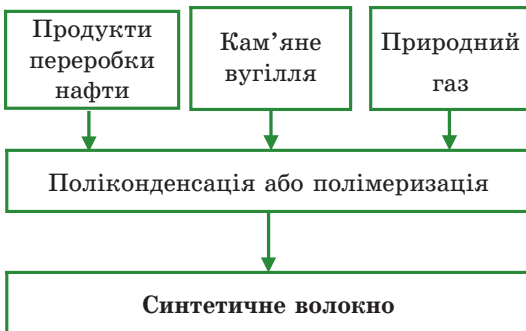 Продукти
переробки
нафти
Кам’яне
вугілля
Природний
газ
Поліконденсація або полімеризація
Синтетичне волокно